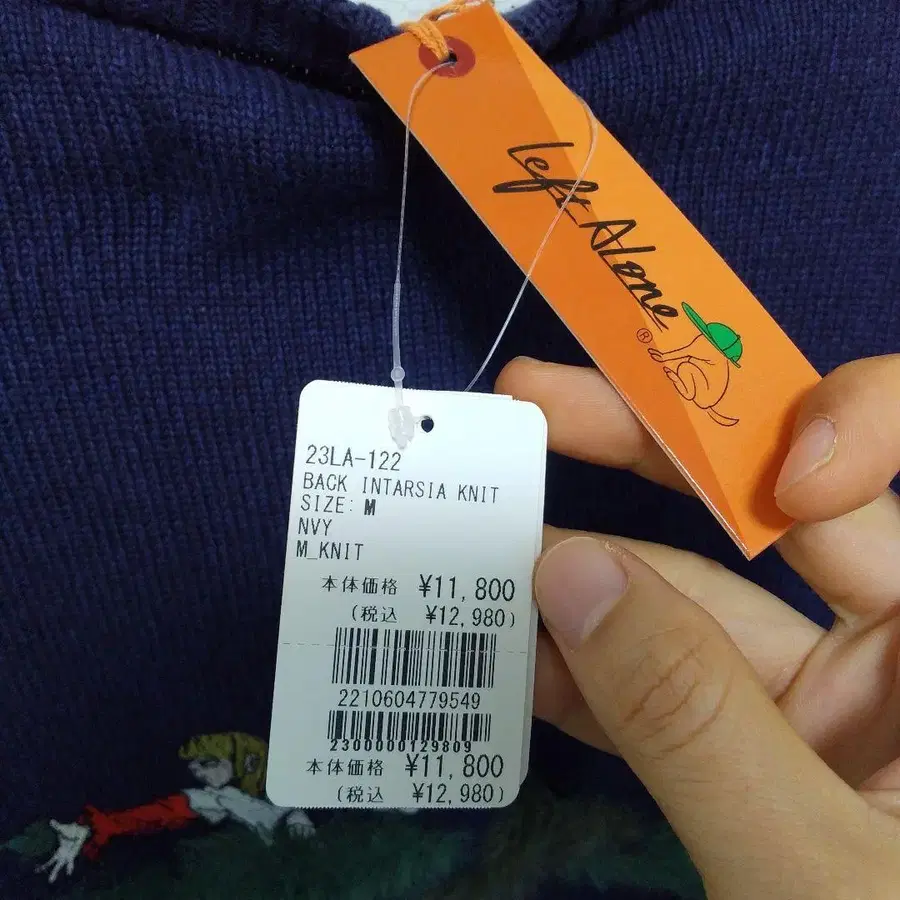 left Alone
®
23LA-122
BACK INTARSIA KNIT
SIZE: M
NVY
M_KNIT
本体価格 ¥11,800
(税込 ¥12,980)
2210604779549
2300000129809
本体価格 ¥11,800
(税込 ¥12,980)